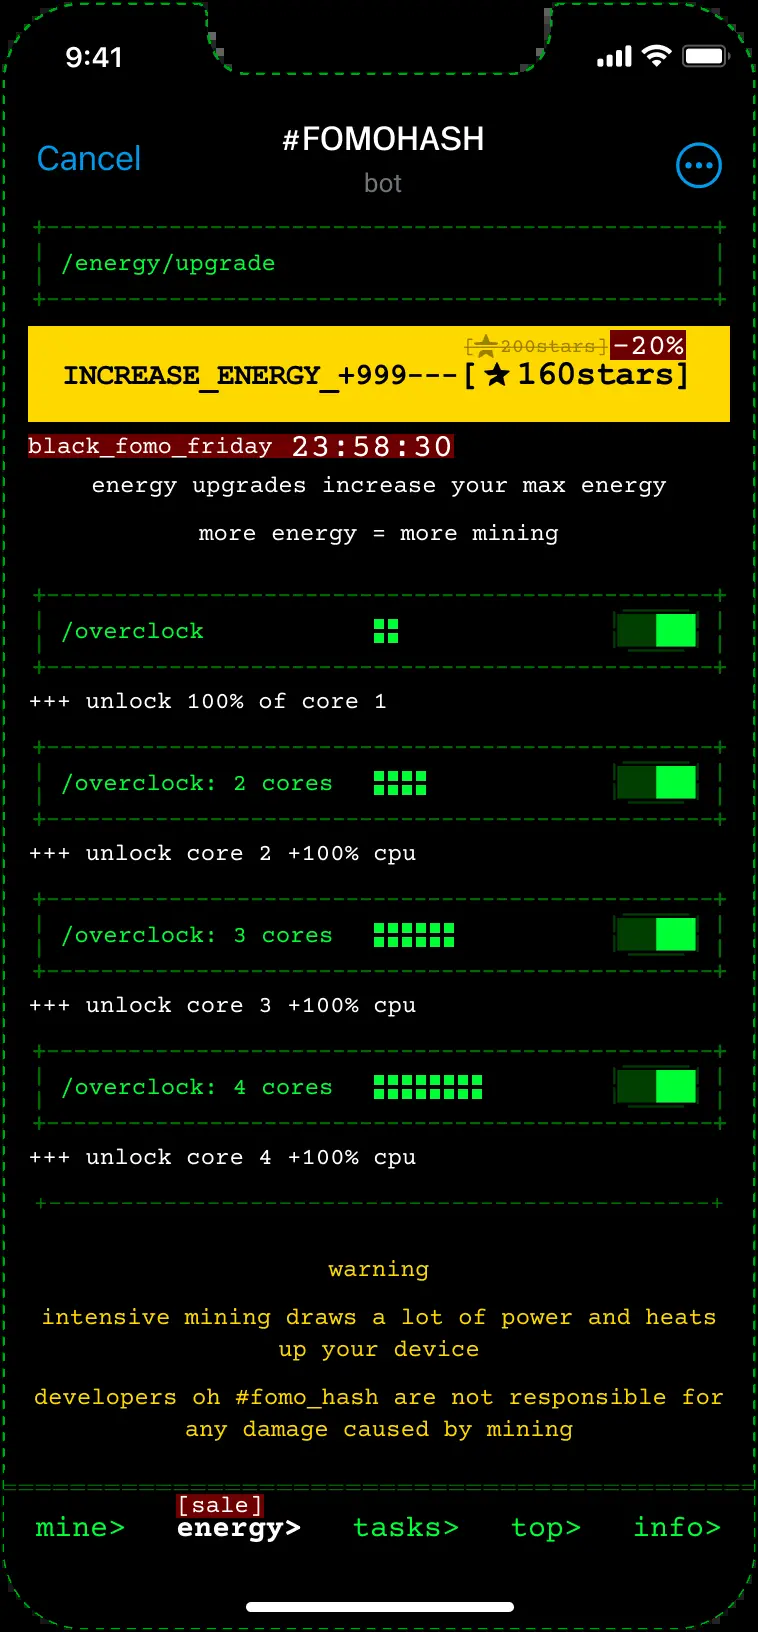 9:41
Cancel
#FOMOHASH
bot
/energy/upgrade
[★200stars] -20%
INCREASE_ENERGY_+999---[★160stars]
black_fomo_friday 23:58:30
energy upgrades increase your max energy
more energy = more mining
/overclock
+++ unlock 100% of core 1
/overclock: 2 cores
+++ unlock core 2 +100% cpu
/overclock: 3 cores
+++ unlock core 3 +100% cpu
/overclock: 4 cores
+++ unlock core 4 +100% cpu
warning
intensive mining draws a lot of power and heats
up your device
developers oh #fomo_hash are not responsible for
any damage caused by mining
[sale]
mine> energy> tasks> top> info>